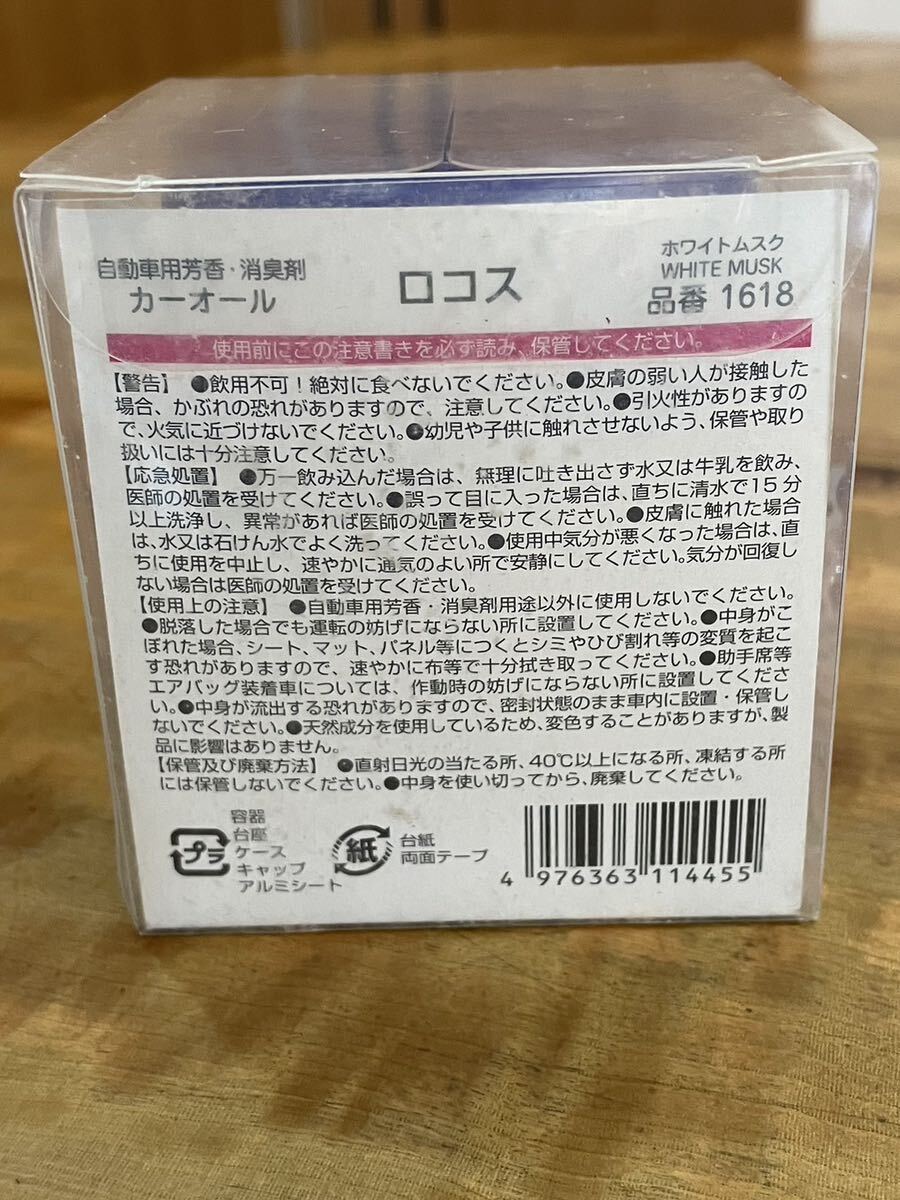 自動車用芳香・消臭剤
カーオール
ロコス
ホワイトムスク
WHITE MUSK
品番 1618
使用前にこの注意書きを必ず読み、保管してください。
【警告】 ●飲用不可！絶対に食べないでください。●皮膚の弱い人が接触した
場合、かぶれの恐れがありますので、注意してください。●引火性がありますの
で、火気に近づけないでください。●幼児や子供に触れさせないよう、保管や取り
扱いには十分注意してください。
【応急処置】 ●万一飲み込んだ場合は、無理に吐き出さず水又は牛乳を飲み、
医師の処置を受けてください。●誤って目に入った場合は、直ちに清水で15分
以上洗浄し、異常があれば医師の処置を受けてください。●皮膚に触れた場合
は、水又は石けん水でよく洗ってください。●使用中気分が悪くなった場合は、直
ちに使用を中止し、速やかに通気のよい所で安静にしてください。気分が回復し
ない場合は医師の処置を受けてください。
【使用上の注意】 ●自動車用芳香・消臭剤用途以外に使用しないでください。
●脱落した場合でも運転の妨げにならない所に設置してください。●中身がこ
ぼれた場合、シート、マット、パネル等につくとシミやひび割れ等の変質を起こ
す恐れがありますので、速やかに布等で十分拭き取ってください。●助手席等
エアバッグ装着車については、作動時の妨げにならない所に設置してくださ
い。●中身が流出する恐れがありますので、密封状態のまま車内に設置・保管し
ないでください。●天然成分を使用しているため、変色することがありますが、製
品に影響はありません。
【保管及び廃棄方法】 ●直射日光の当たる所、40℃以上になる所、凍結する所
には保管しないでください。●中身を使い切ってから、廃棄してください。
プラ
容器
台座
ケース
キャップ
アルミシート
紙
台紙
両面テープ
4 976363 114455